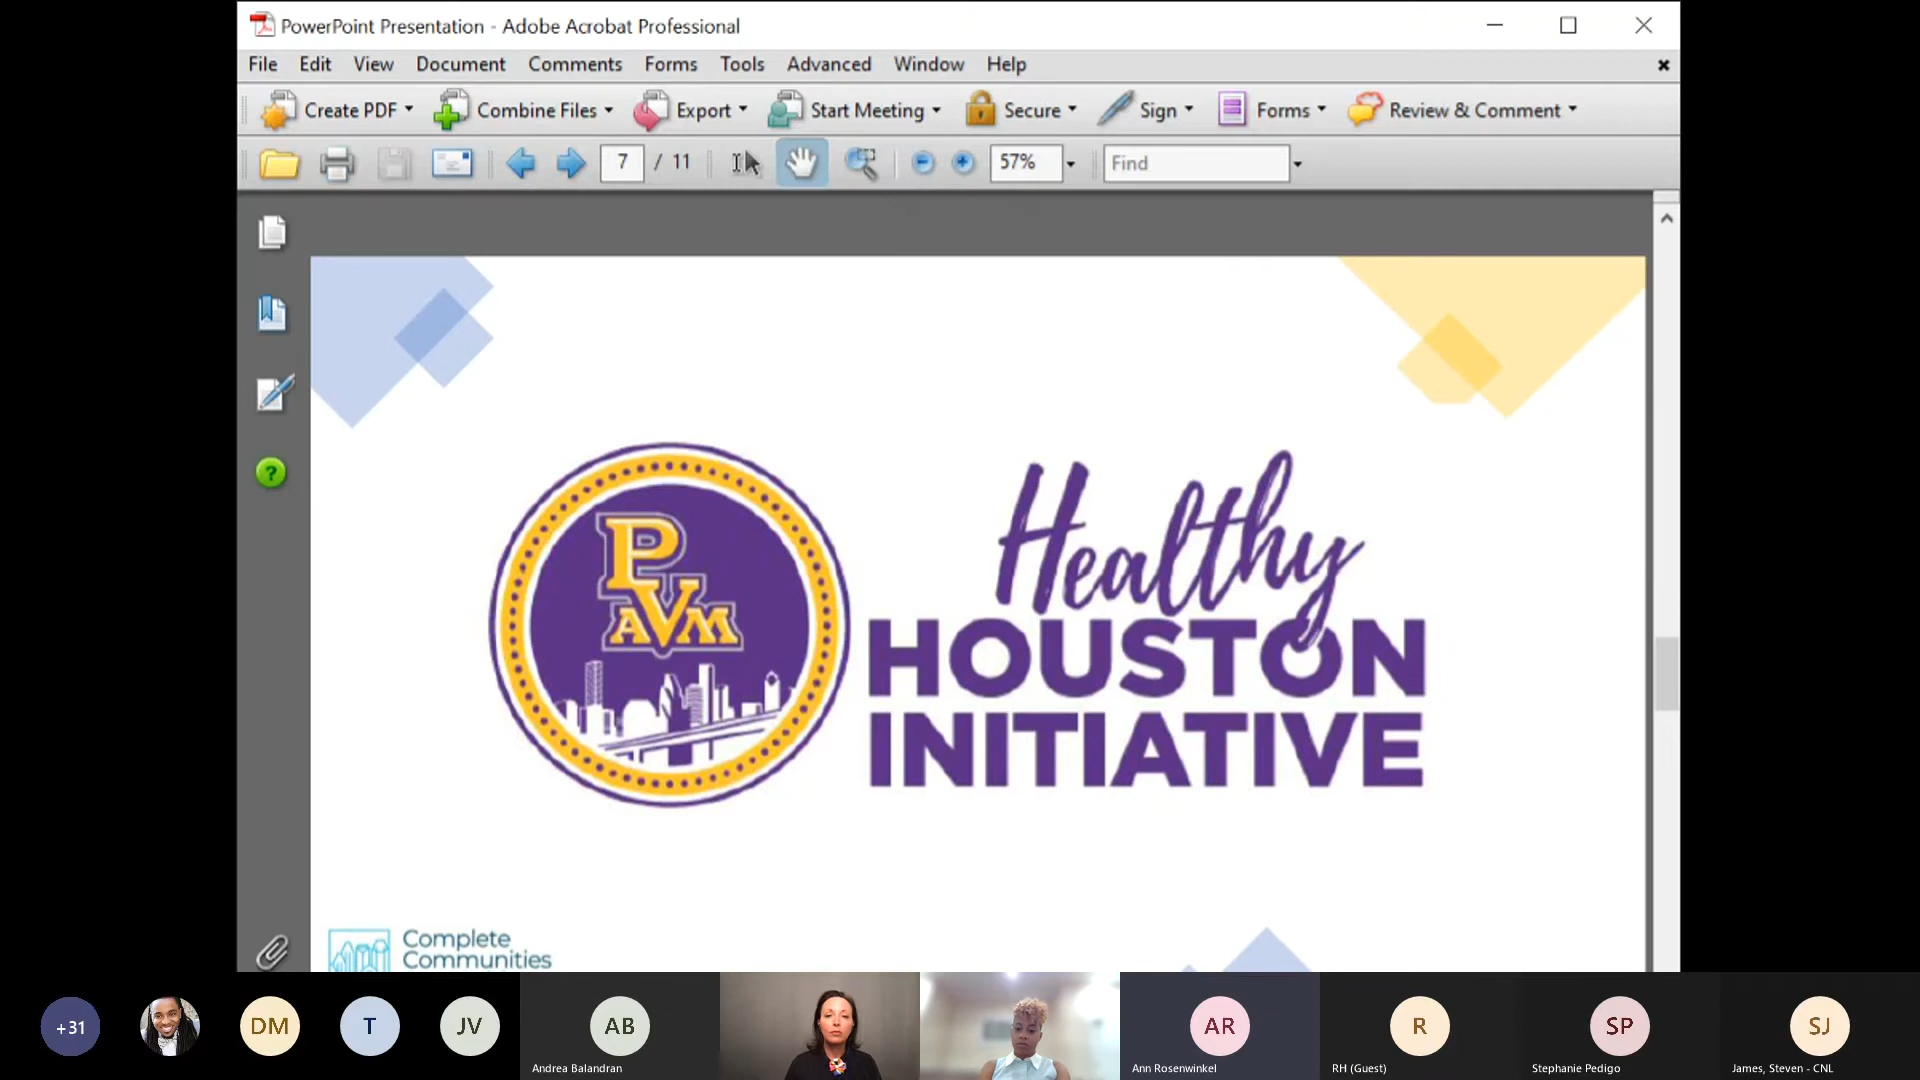 PowerPoint Presentation - Adobe Acrobat Professional
File Edit View Document Comments Forms Tools Advanced Window Help
Create PDF Combine Files Export Start Meeting Secure Sign Forms Review & Comment
7 / 11 57% Find
PVAMU
Healthy
HOUSTON
INITIATIVE
Complete
Communities
+31 DM T JV AB AR R SP SJ
Andrea Balandran Ann Rosenwinkel RH (Guest) Stephanie Pedigo James, Steven - CNL